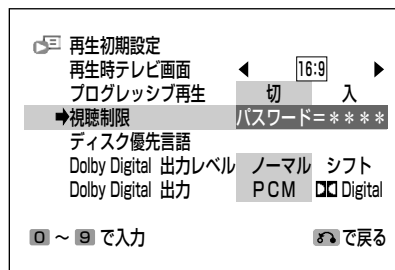 再生初期設定
再生時テレビ画面 ◀ 16:9 ▶
プログレッシブ再生 切 入
➡視聴制限 パスワード=＊＊＊＊
ディスク優先言語
Dolby Digital 出力レベル ノーマル シフト
Dolby Digital 出力 PCM Digital
0 ~ 9 で入力 で戻る